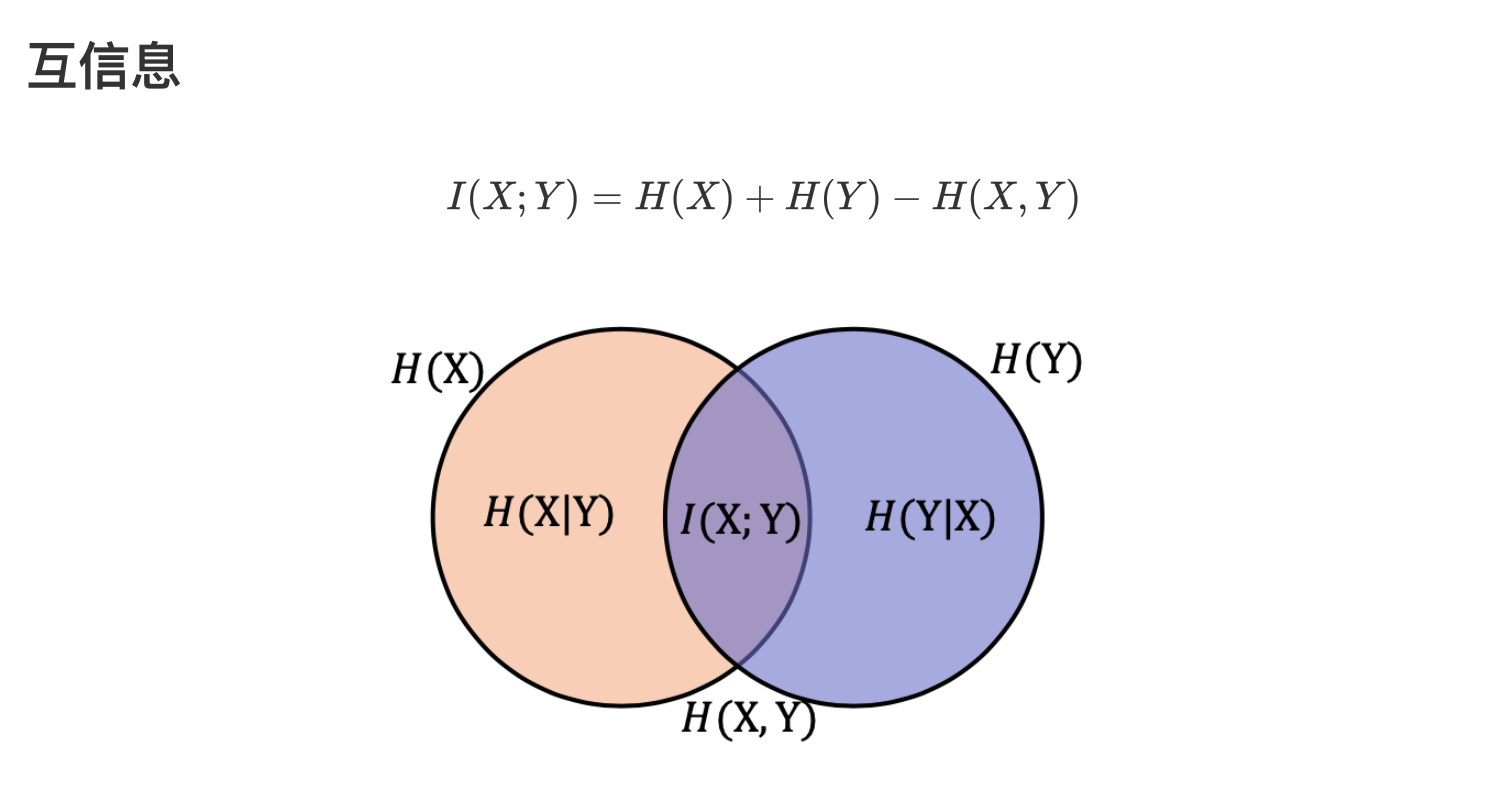 互信息
I(X; Y) = H(X) + H(Y) − H(X, Y)
H(X)
H(Y)
H(X|Y)
I(X; Y)
H(Y|X)
H(X, Y)